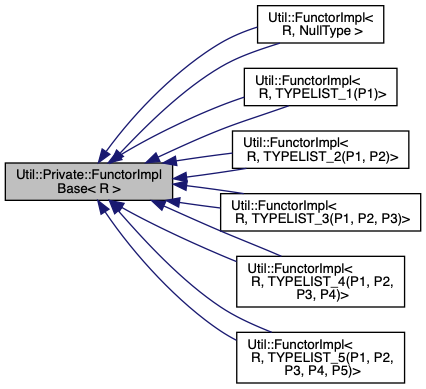 Util::FunctorImpl<
R, NullType >
Util::FunctorImpl<
R, TYPELIST_1(P1)>
Util::FunctorImpl<
R, TYPELIST_2(P1, P2)>
Util::Private::FunctorImpl
Base< R >
Util::FunctorImpl<
R, TYPELIST_3(P1, P2, P3)>
Util::FunctorImpl<
R, TYPELIST_4(P1, P2,
P3, P4)>
Util::FunctorImpl<
R, TYPELIST_5(P1, P2,
P3, P4, P5)>